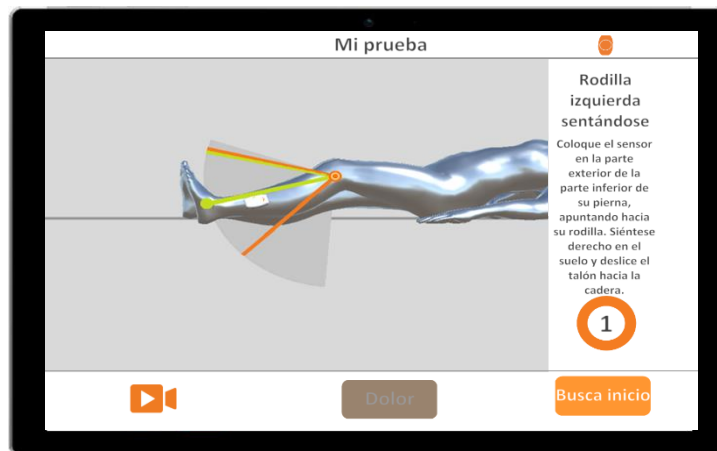 Mi prueba
Rodilla
izquierda
sentándose
Coloque el sensor
en la parte
exterior de la
parte inferior de
su pierna,
apuntando hacia
su rodilla. Siéntese
derecho en el
suelo y deslice el
talón hacia la
cadera.
1
Dolor
Busca inicio